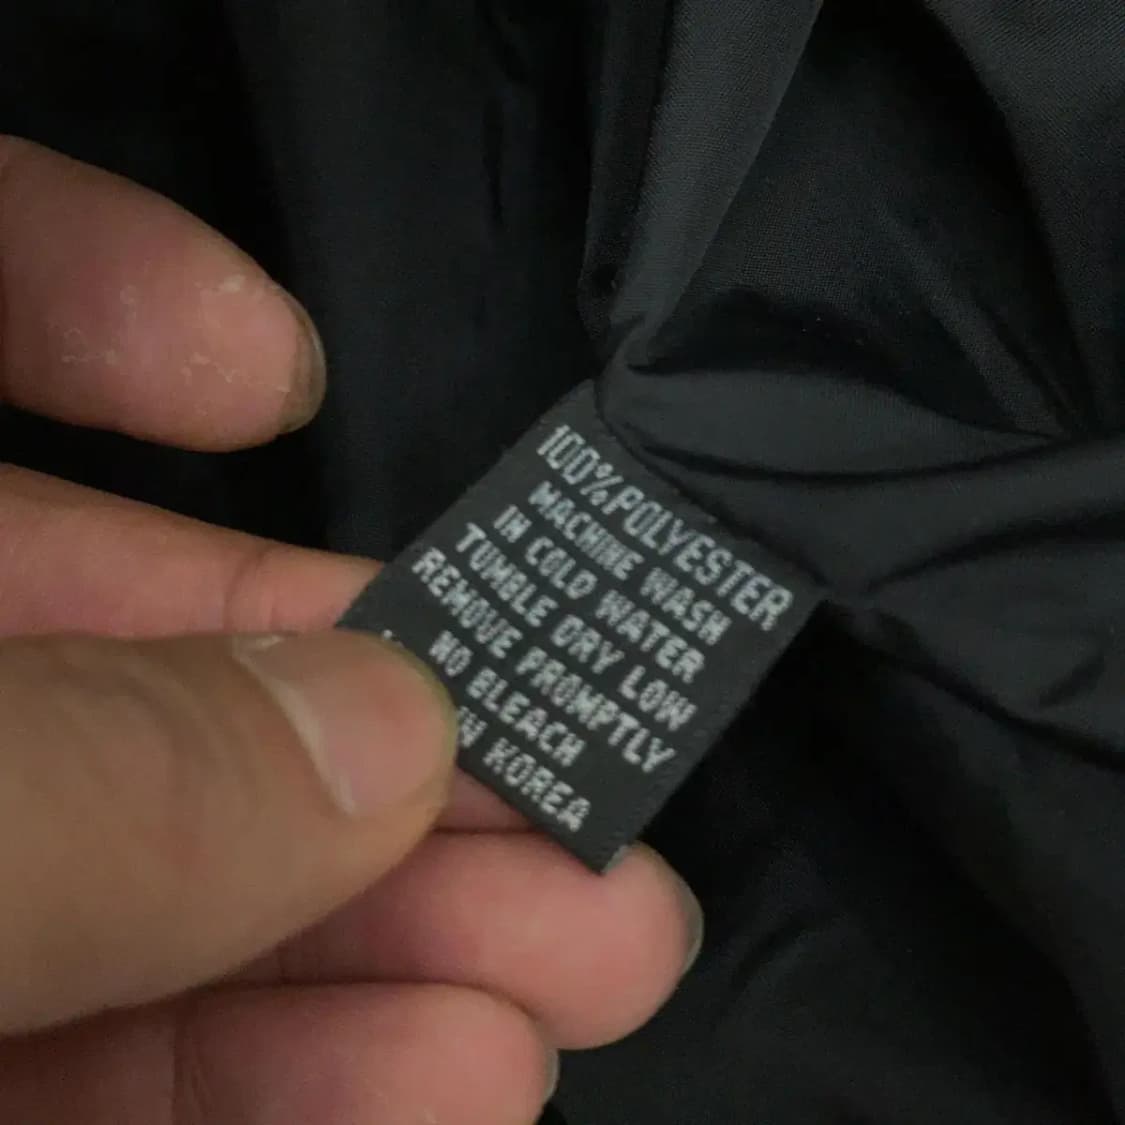 100%POLYESTER
MACHINE WASH
IN COLD WATER
TUMBLE DRY LOW
REMOVE PROMPTLY
NO BLEACH
KOREA